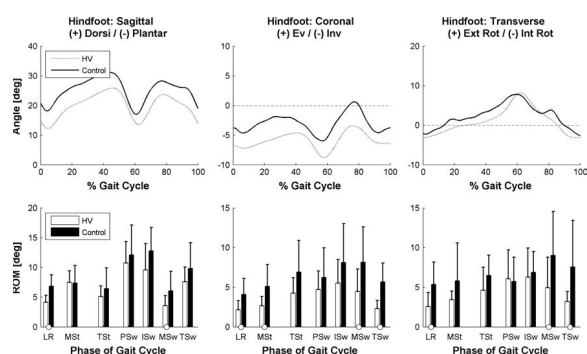 Hindfoot: Sagittal
(+) Dorsi / (-) Plantar
Hindfoot: Coronal
(+) Ev / (-) Inv
Hindfoot: Transverse
(+) Ext Rot / (-) Int Rot
40
30
20
10
0
Angle [deg]
HV
Control
0 20 40 60 80 100
% Gait Cycle
10
5
0
-5
-10
0 20 40 60 80 100
% Gait Cycle
20
10
0
-10
0 20 40 60 80 100
% Gait Cycle
20
15
10
5
0
ROM [deg]
HV
Control
LR MSt TSt PSw ISw MSw TSw
Phase of Gait Cycle
15
10
5
0
LR MSt TSt PSw ISw MSw TSw
Phase of Gait Cycle
15
10
5
0
LR MSt TSt PSw ISw MSw TSw
Phase of Gait Cycle